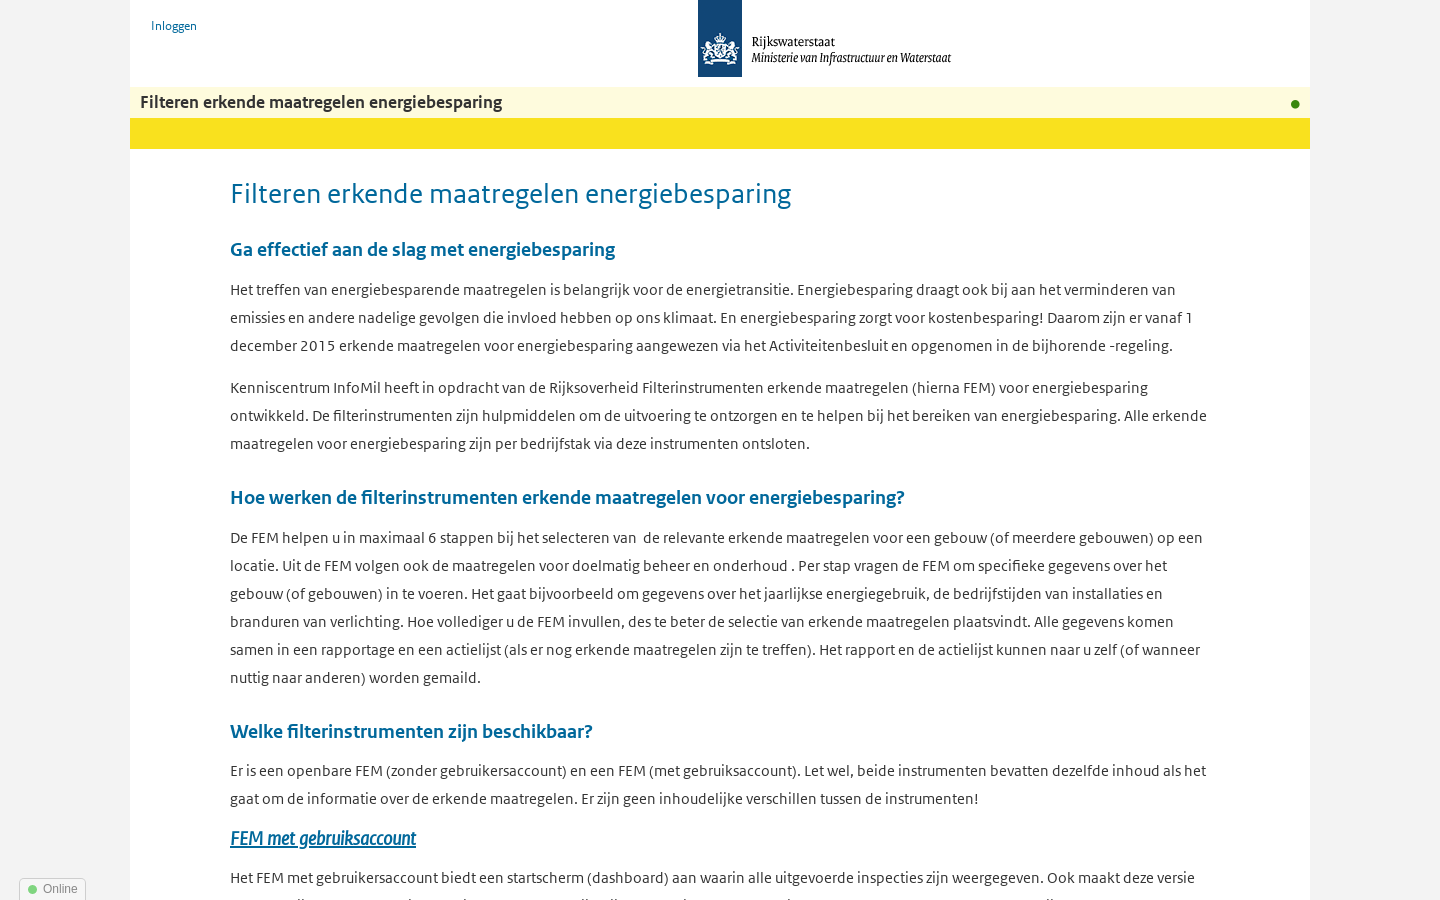 Inloggen
Rijkswaterstaat
Ministerie van Infrastructuur en Waterstaat
Filteren erkende maatregelen energiebesparing
Filteren erkende maatregelen energiebesparing
Ga effectief aan de slag met energiebesparing
Het treffen van energiebesparende maatregelen is belangrijk voor de energietransitie. Energiebesparing draagt ook bij aan het verminderen van
emissies en andere nadelige gevolgen die invloed hebben op ons klimaat. En energiebesparing zorgt voor kostenbesparing! Daarom zijn er vanaf 1
december 2015 erkende maatregelen voor energiebesparing aangewezen via het Activiteitenbesluit en opgenomen in de bijhorende -regeling.
Kenniscentrum InfoMil heeft in opdracht van de Rijksoverheid Filterinstrumenten erkende maatregelen (hierna FEM) voor energiebesparing
ontwikkeld. De filterinstrumenten zijn hulpmiddelen om de uitvoering te ontzorgen en te helpen bij het bereiken van energiebesparing. Alle erkende
maatregelen voor energiebesparing zijn per bedrijfstak via deze instrumenten ontsloten.
Hoe werken de filterinstrumenten erkende maatregelen voor energiebesparing?
De FEM helpen u in maximaal 6 stappen bij het selecteren van  de relevante erkende maatregelen voor een gebouw (of meerdere gebouwen) op een
locatie. Uit de FEM volgen ook de maatregelen voor doelmatig beheer en onderhoud . Per stap vragen de FEM om specifieke gegevens over het
gebouw (of gebouwen) in te voeren. Het gaat bijvoorbeeld om gegevens over het jaarlijkse energiegebruik, de bedrijfstijden van installaties en
branduren van verlichting. Hoe vollediger u de FEM invullen, des te beter de selectie van erkende maatregelen plaatsvindt. Alle gegevens komen
samen in een rapportage en een actielijst (als er nog erkende maatregelen zijn te treffen). Het rapport en de actielijst kunnen naar u zelf (of wanneer
nuttig naar anderen) worden gemaild.
Welke filterinstrumenten zijn beschikbaar?
Er is een openbare FEM (zonder gebruikersaccount) en een FEM (met gebruiksaccount). Let wel, beide instrumenten bevatten dezelfde inhoud als het
gaat om de informatie over de erkende maatregelen. Er zijn geen inhoudelijke verschillen tussen de instrumenten!
FEM met gebruiksaccount
Het FEM met gebruikersaccount biedt een startscherm (dashboard) aan waarin alle uitgevoerde inspecties zijn weergegeven. Ook maakt deze versie
Online